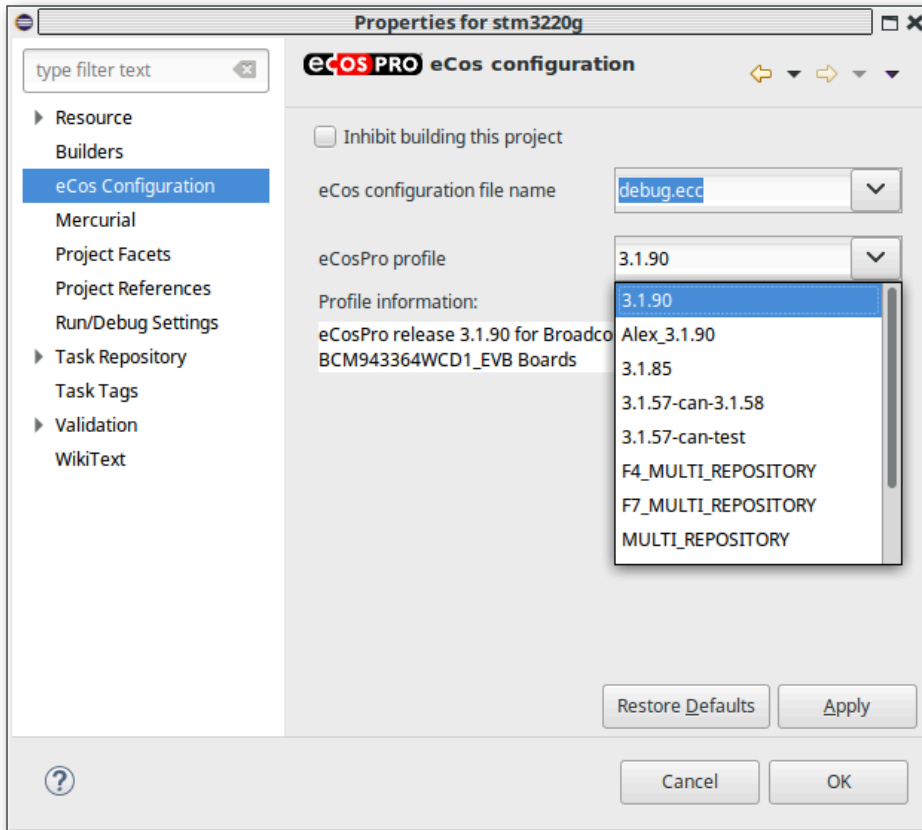 Properties for stm3220g
type filter text
Resource
Builders
eCos Configuration
Mercurial
Project Facets
Project References
Run/Debug Settings
Task Repository
Task Tags
Validation
WikiText
eCosPRO eCos configuration
Inhibit building this project
eCos configuration file name
debug.ecc
eCosPro profile
3.1.90
Profile information:
eCosPro release 3.1.90 for Broadco
BCM943364WCD1_EVB Boards
3.1.90
Alex_3.1.90
3.1.85
3.1.57-can-3.1.58
3.1.57-can-test
F4_MULTI_REPOSITORY
F7_MULTI_REPOSITORY
MULTI_REPOSITORY
Restore Defaults
Apply
?
Cancel
OK